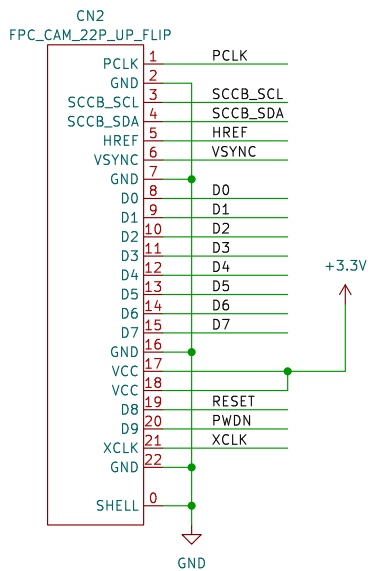 CN2
FPC_CAM_22P_UP_FLIP
PCLK 1 PCLK
GND 2
SCCB_SCL 3 SCCB_SCL
SCCB_SDA 4 SCCB_SDA
HREF 5 HREF
VSYNC 6 VSYNC
GND 7
D0 8 D0
D1 9 D1
D2 10 D2
D3 11 D3
+3.3V
D4 12 D4
D5 13 D5
D6 14 D6
D7 15 D7
GND 16
VCC 17
VCC 18
D8 19 RESET
D9 20 PWDN
XCLK 21 XCLK
GND 22
SHELL 0
GND